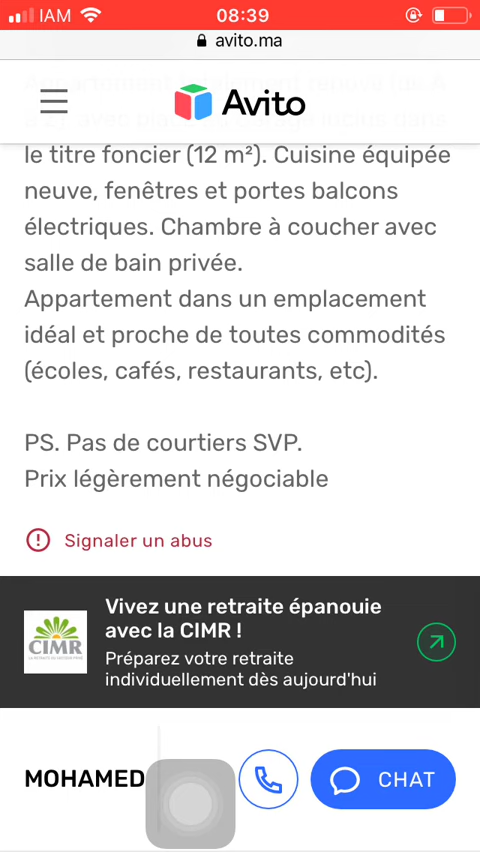 IAM
08:39
avito.ma
Avito
le titre foncier (12 m²). Cuisine équipée
neuve, fenêtres et portes balcons
électriques. Chambre à coucher avec
salle de bain privée.
Appartement dans un emplacement
idéal et proche de toutes commodités
(écoles, cafés, restaurants, etc).
PS. Pas de courtiers SVP.
Prix légèrement négociable
Signaler un abus
CIMR
Vivez une retraite épanouie
avec la CIMR !
Préparez votre retraite
individuellement dès aujourd'hui
MOHAMED
CHAT